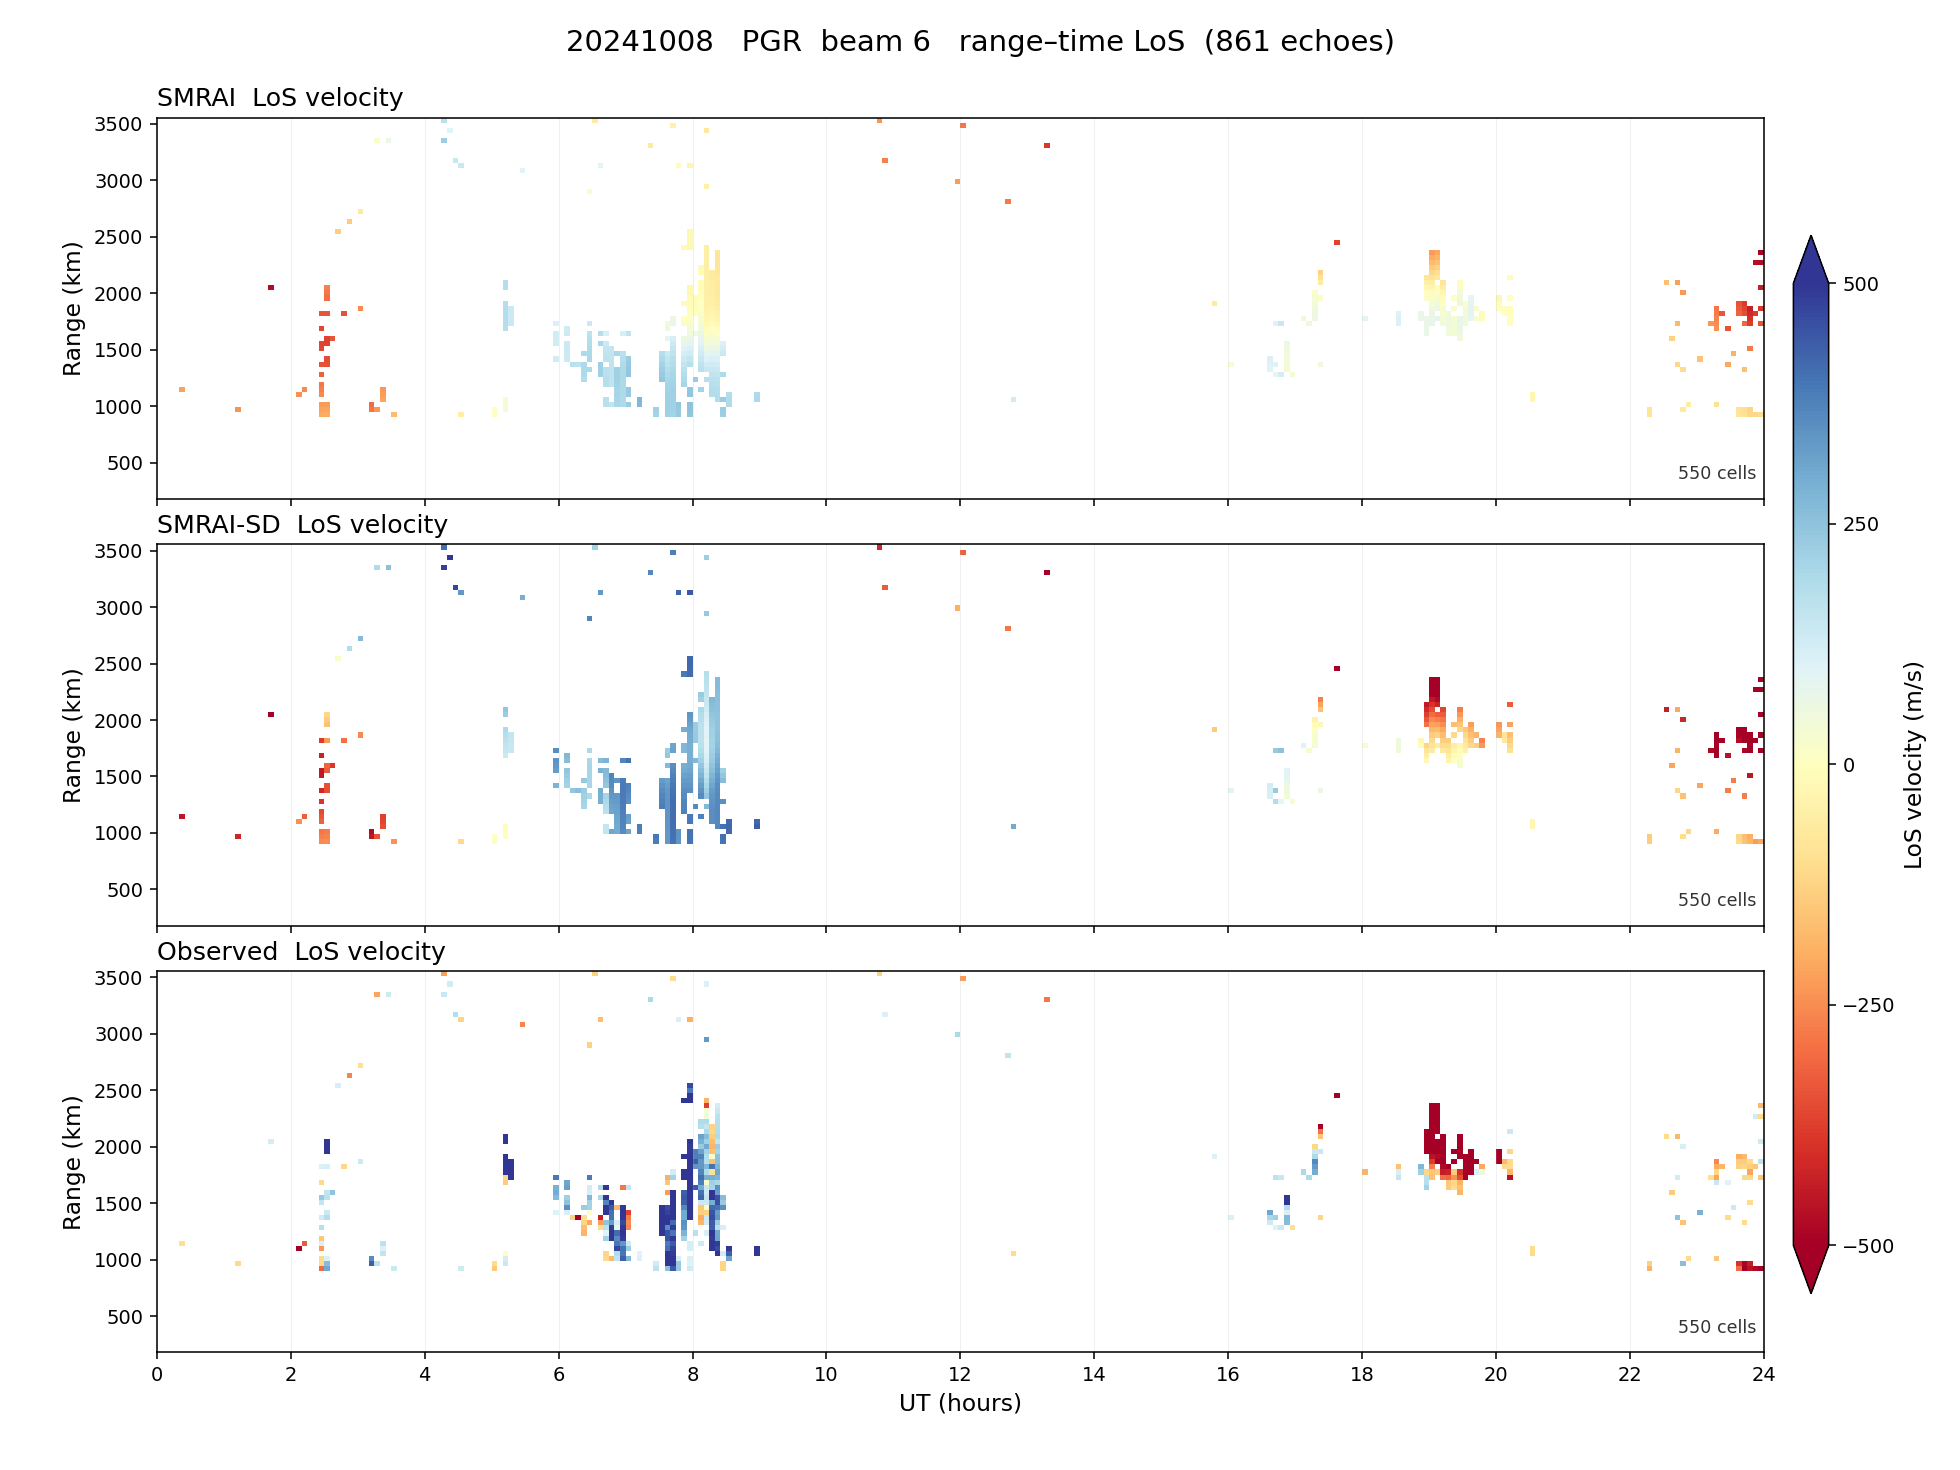 20241008   PGR  beam 6   range–time LoS  (861 echoes)
SMRAI  LoS velocity
3500
3000
2500
2000
1500
1000
500
Range (km)
550 cells
SMRAI-SD  LoS velocity
3500
3000
2500
2000
1500
1000
500
Range (km)
550 cells
Observed  LoS velocity
3500
3000
2500
2000
1500
1000
500
Range (km)
550 cells
0 2 4 6 8 10 12 14 16 18 20 22 24
UT (hours)
500
250
0
−250
−500
LoS velocity (m/s)